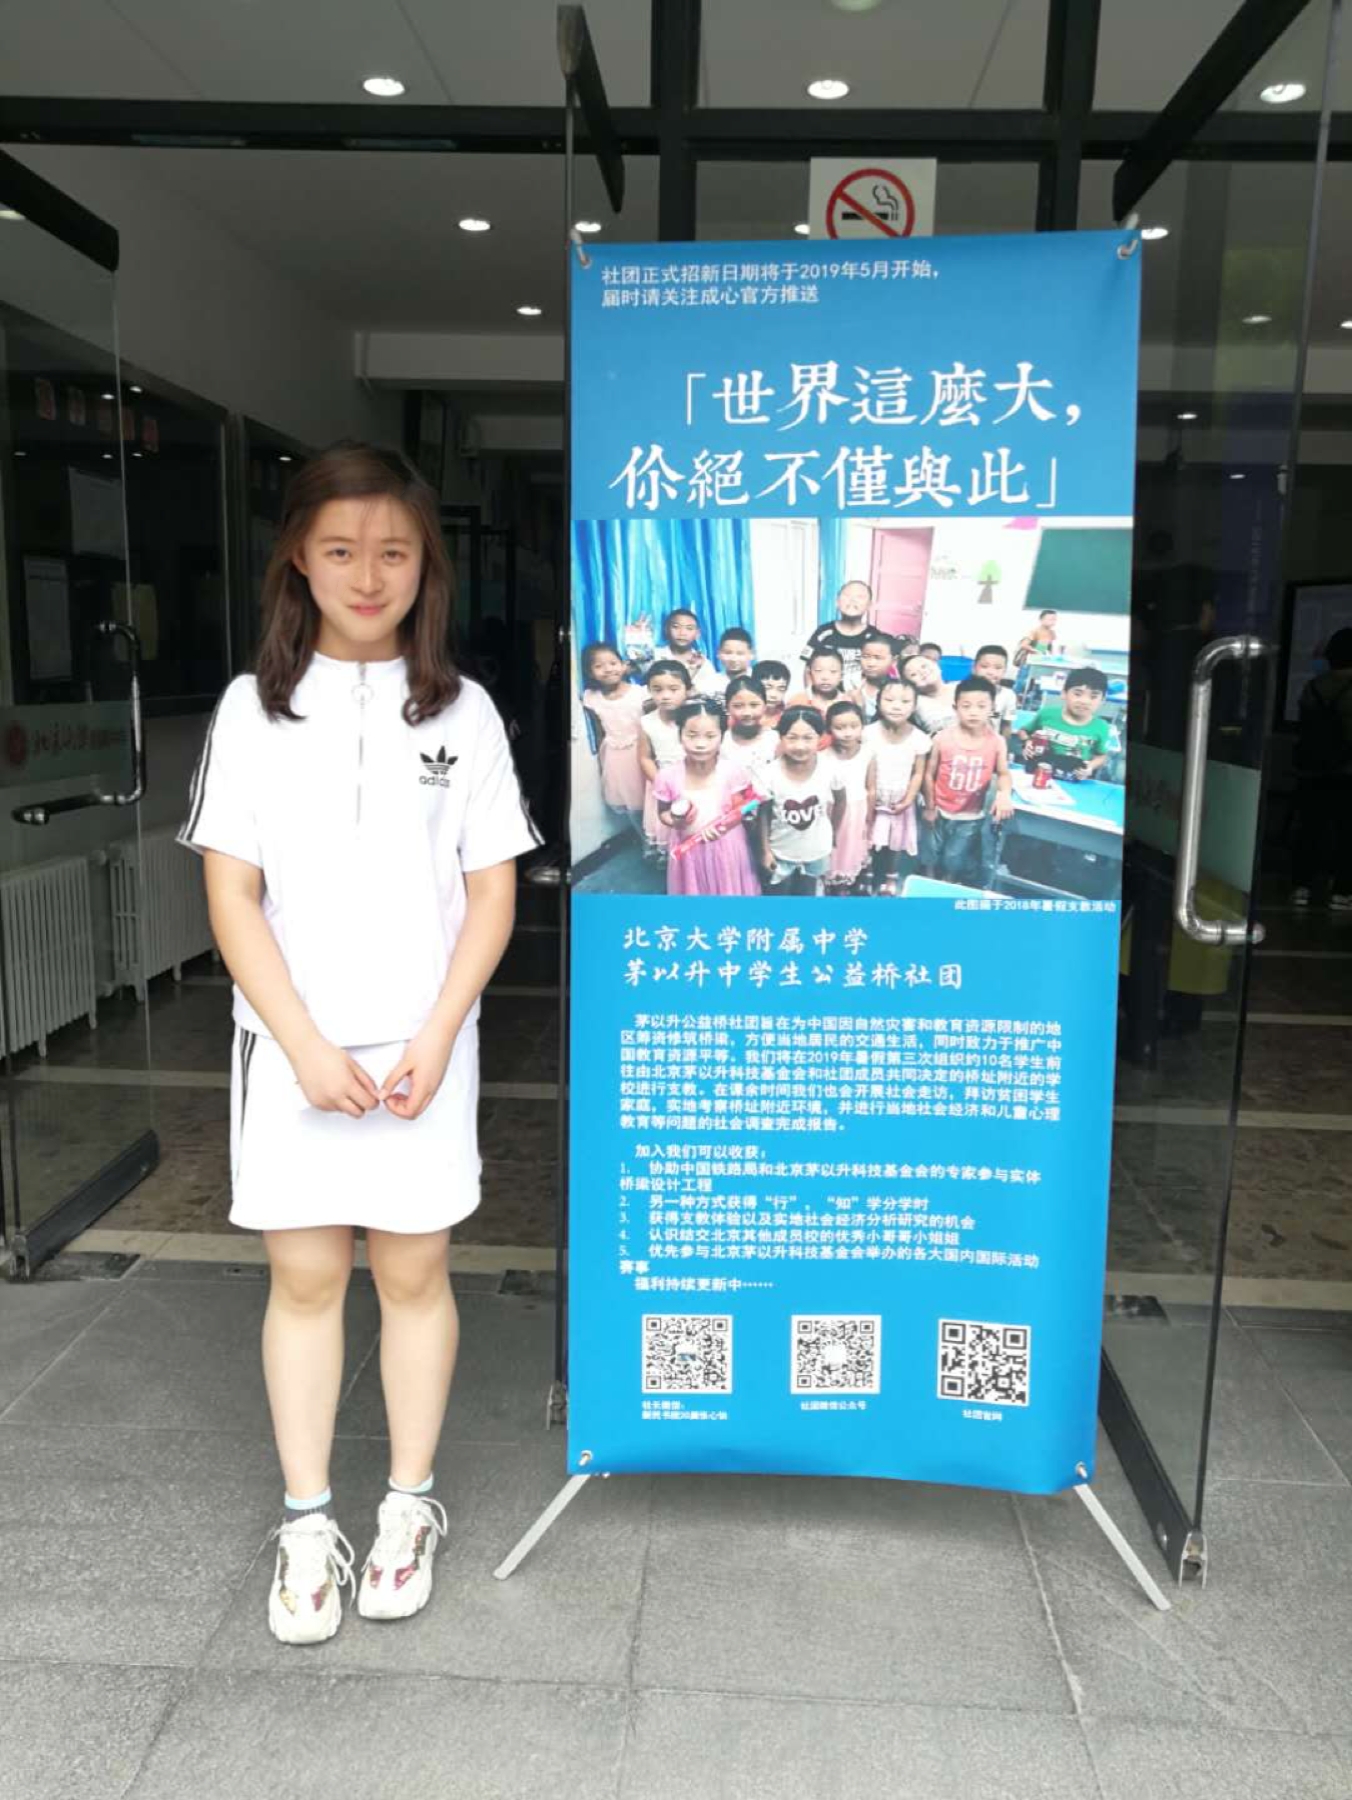 社团正式招新日期将于2019年5月开始，
届时请关注成心官方推送
「世界這麼大，
你絕不僅與此」
60
LOVE
此图摄于2018年暑假支教活动
adidas
北京大学附属中学
茅以升中学生公益桥社团
茅以升公益桥社团旨在为中国因自然灾害和教育资源限制的地
区筹资修筑桥梁，方便当地居民的交通生活，同时致力于推广中
国教育资源平等。我们将在2019年暑假第三次组织约10名学生前
往由北京茅以升科技基金会和社团成员共同决定的桥址附近的学
校进行支教。在课余时间我们也会开展社会走访，拜访贫困学生
家庭，实地考察桥址附近环境，并进行当地社会经济和儿童心理
教育等问题的社会调查完成报告。
加入我们可以收获：
1. 协助中国铁路局和北京茅以升科技基金会的专家参与实体
桥梁设计工程
2. 另一种方式获得“行”、“知”学分学时
3. 获得支教体验以及实地社会经济分析研究的机会
4. 认识结交北京其他成员校的优秀小哥哥小姐姐
5. 优先参与北京茅以升科技基金会举办的各大国内国际活动
赛事
福利持续更新中……
社长微信：
社团微信公众号
社团官网